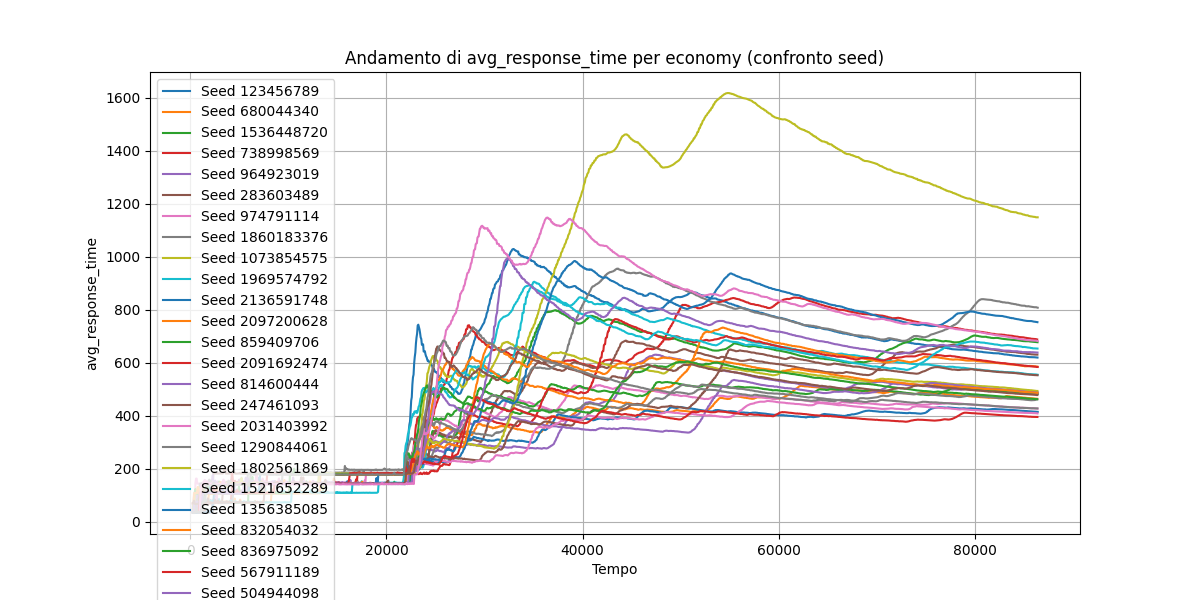 Andamento di avg_response_time per economy (confronto seed)
avg_response_time
1600
1400
1200
1000
800
600
400
200
0
Seed 123456789
Seed 680044340
Seed 1536448720
Seed 738998569
Seed 964923019
Seed 283603489
Seed 974791114
Seed 1860183376
Seed 1073854575
Seed 1969574792
Seed 2136591748
Seed 2097200628
Seed 859409706
Seed 2091692474
Seed 814600444
Seed 247461093
Seed 2031403992
Seed 1290844061
Seed 1802561869
Seed 1521652289
Seed 1356385085
Seed 832054032
Seed 836975092
Seed 567911189
Seed 504944098
0 20000 40000 60000 80000
Tempo